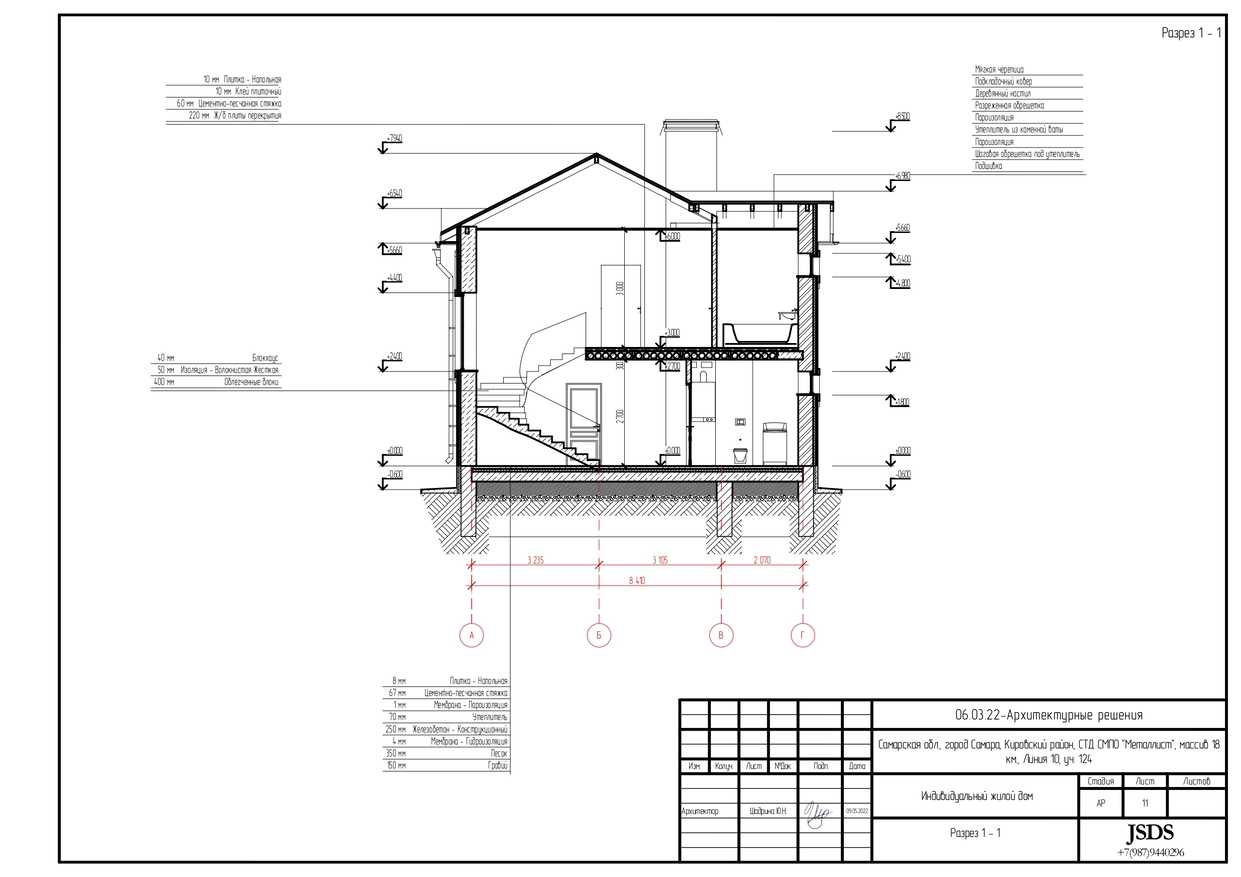 Разрез 1 - 1
10 мм Плитка - Напольная
10 мм Клей плиточный
60 мм Цементно-песчанная стяжка
220 мм Ж/б плиты перекрытия
Мягкая черепица
Подкладочный ковер
Деревянный настил
Разреженная обрешетка
Пароизоляция
Утеплитель из каменной ваты
Пароизоляция
Шаговая обрешетка под утеплитель
Подшивка
+7.940
+6.540
+5.660
+4.400
+2.400
±0.000
-0.600
+8.500
+6.980
+5.660
+5.400
+4.800
+2.400
+1.800
±0.000
-0.600
+6.000
3 000
+3.000
300
+2.700
2 700
±0.000
40 мм Блокхаус
50 мм Изоляция - Волокнистая Жесткая
400 мм Облегченные блоки
3 235
3 105
2 070
8 410
А
Б
В
Г
8 мм Плитка - Напольная
67 мм Цементно-песчанная стяжка
1 мм Мембрана - Пароизоляция
70 мм Утеплитель
250 мм Железобетон - Конструкционный
4 мм Мембрана - Гидроизоляция
350 мм Песок
150 мм Гравий
06.03.22-Архитектурные решения
Самарская обл., город Самара, Кировский район, СТД СМПО "Металлист", массив 18
км., Линия 10, уч. 124
Изм. Кол.уч. Лист №Док. Подп. Дата
Индивидуальный жилой дом
Стадия Лист Листов
АР 11
Архитектор Шадрина Ю.Н. 09.05.2022
Разрез 1 - 1
JSDS
+7(987)9440296